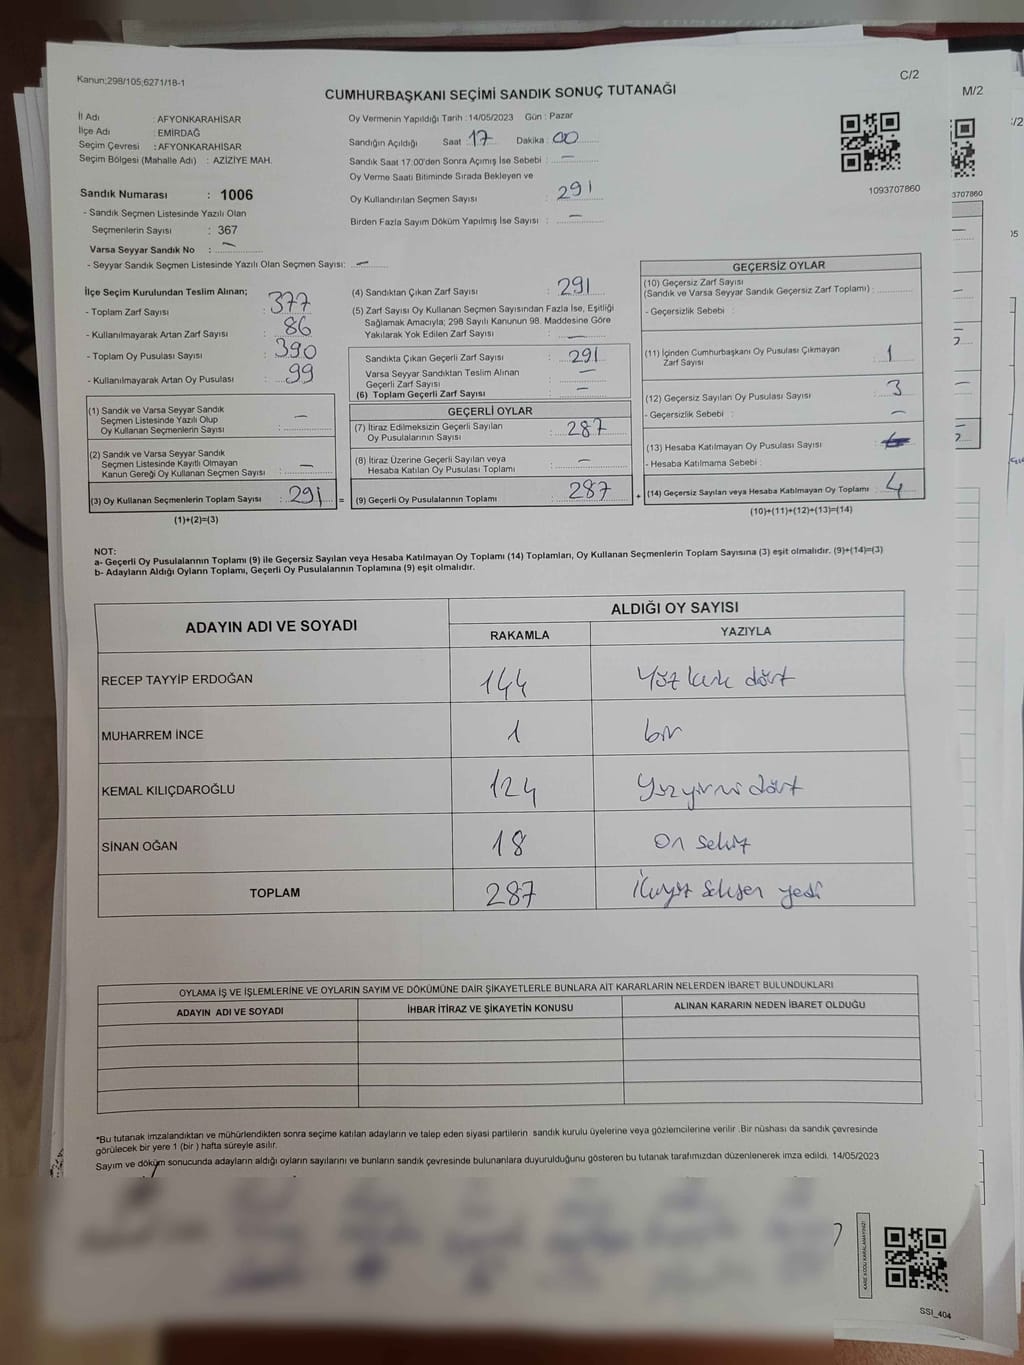 Kanun;298/105;6271/18-1
C/2
M/2
CUMHURBAŞKANI SEÇİMİ SANDIK SONUÇ TUTANAĞI
İl Adı : AFYONKARAHİSAR
İlçe Adı : EMİRDAĞ
Seçim Çevresi : AFYONKARAHİSAR
Seçim Bölgesi (Mahalle Adı) : AZİZİYE MAH.
Oy Vermenin Yapıldığı Tarih : 14/05/2023 Gün : Pazar
Sandığın Açıldığı Saat : 17 Dakika : 00
Sandık Saat 17.00'den Sonra Açımış İse Sebebi : —
Oy Verme Saati Bitiminde Sırada Bekleyen ve
Oy Kullandırılan Seçmen Sayısı : 291
Birden Fazla Sayım Döküm Yapılmış İse Sayısı : —
1093707860
3707860
Sandık Numarası : 1006
- Sandık Seçmen Listesinde Yazılı Olan
Seçmenlerin Sayısı : 367
Varsa Seyyar Sandık No : —
- Seyyar Sandık Seçmen Listesinde Yazılı Olan Seçmen Sayısı: —
İlçe Seçim Kurulundan Teslim Alınan;
- Toplam Zarf Sayısı : 377
- Kullanılmayarak Artan Zarf Sayısı : 86
- Toplam Oy Pusulası Sayısı : 390
- Kullanılmayarak Artan Oy Pusulası : 99
(1) Sandık ve Varsa Seyyar Sandık
Seçmen Listesinde Yazılı Olup
Oy Kullanan Seçmenlerin Sayısı : —
(2) Sandık ve Varsa Seyyar Sandık
Seçmen Listesinde Kayıtlı Olmayan
Kanun Gereği Oy Kullanan Seçmen Sayısı : —
(3) Oy Kullanan Seçmenlerin Toplam Sayısı : 291 =
(1)+(2)=(3)
(4) Sandıktan Çıkan Zarf Sayısı : 291
(5) Zarf Sayısı Oy Kullanan Seçmen Sayısından Fazla İse, Eşitliği
Sağlamak Amacıyla; 298 Sayılı Kanunun 98. Maddesine Göre
Yakılarak Yok Edilen Zarf Sayısı : —
Sandıkta Çıkan Geçerli Zarf Sayısı : 291
Varsa Seyyar Sandıktan Teslim Alınan
Geçerli Zarf Sayısı : —
(6) Toplam Geçerli Zarf Sayısı : —
GEÇERLİ OYLAR
(7) İtiraz Edilmeksizin Geçerli Sayılan
Oy Pusulalarının Sayısı : 287
(8) İtiraz Üzerine Geçerli Sayılan veya
Hesaba Katılan Oy Pusulası Toplamı : —
(9) Geçerli Oy Pusulalarının Toplamı : 287 +
GEÇERSİZ OYLAR
(10) Geçersiz Zarf Sayısı
(Sandık ve Varsa Seyyar Sandık Geçersiz Zarf Toplamı) :
- Geçersizlik Sebebi :
(11) İçinden Cumhurbaşkanı Oy Pusulası Çıkmayan
Zarf Sayısı : 1
(12) Geçersiz Sayılan Oy Pusulası Sayısı : 3
- Geçersizlik Sebebi : —
(13) Hesaba Katılmayan Oy Pusulası Sayısı :
- Hesaba Katılmama Sebebi :
(14) Geçersiz Sayılan veya Hesaba Katılmayan Oy Toplamı : 4
(10)+(11)+(12)+(13)=(14)
NOT:
a- Geçerli Oy Pusulalarının Toplamı (9) ile Geçersiz Sayılan veya Hesaba Katılmayan Oy Toplamı (14) Toplamları, Oy Kullanan Seçmenlerin Toplam Sayısına (3) eşit olmalıdır. (9)+(14)=(3)
b- Adayların Aldığı Oyların Toplamı, Geçerli Oy Pusulalarının Toplamına (9) eşit olmalıdır.
ADAYIN ADI VE SOYADI
ALDIĞI OY SAYISI
RAKAMLA YAZIYLA
RECEP TAYYİP ERDOĞAN 144 Yüz kırk dört
MUHARREM İNCE 1 bir
KEMAL KILIÇDAROĞLU 124 Yüz yirmi dört
SİNAN OĞAN 18 On sekiz
TOPLAM 287 İkiyüz seksen yedi
OYLAMA İŞ VE İŞLEMLERİNE VE OYLARIN SAYIM VE DÖKÜMÜNE DAİR ŞİKAYETLERLE BUNLARA AİT KARARLARIN NELERDEN İBARET BULUNDUKLARI
ADAYIN ADI VE SOYADI İHBAR İTİRAZ VE ŞİKAYETİN KONUSU ALINAN KARARIN NEDEN İBARET OLDUĞU
*Bu tutanak imzalandıktan ve mühürlendikten sonra seçime katılan adayların ve talep eden siyasi partilerin sandık kurulu üyelerine veya gözlemcilerine verilir .Bir nüshası da sandık çevresinde
görülecek bir yere 1 (bir ) hafta süreyle asılır.
Sayım ve döküm sonucunda adayların aldığı oyların sayılarını ve bunların sandık çevresinde bulunanlara duyurulduğunu gösteren bu tutanak tarafımızdan düzenlenerek imza edildi. 14/05/2023
KARE KODU KARALAMAYINIZ!
SSI_404